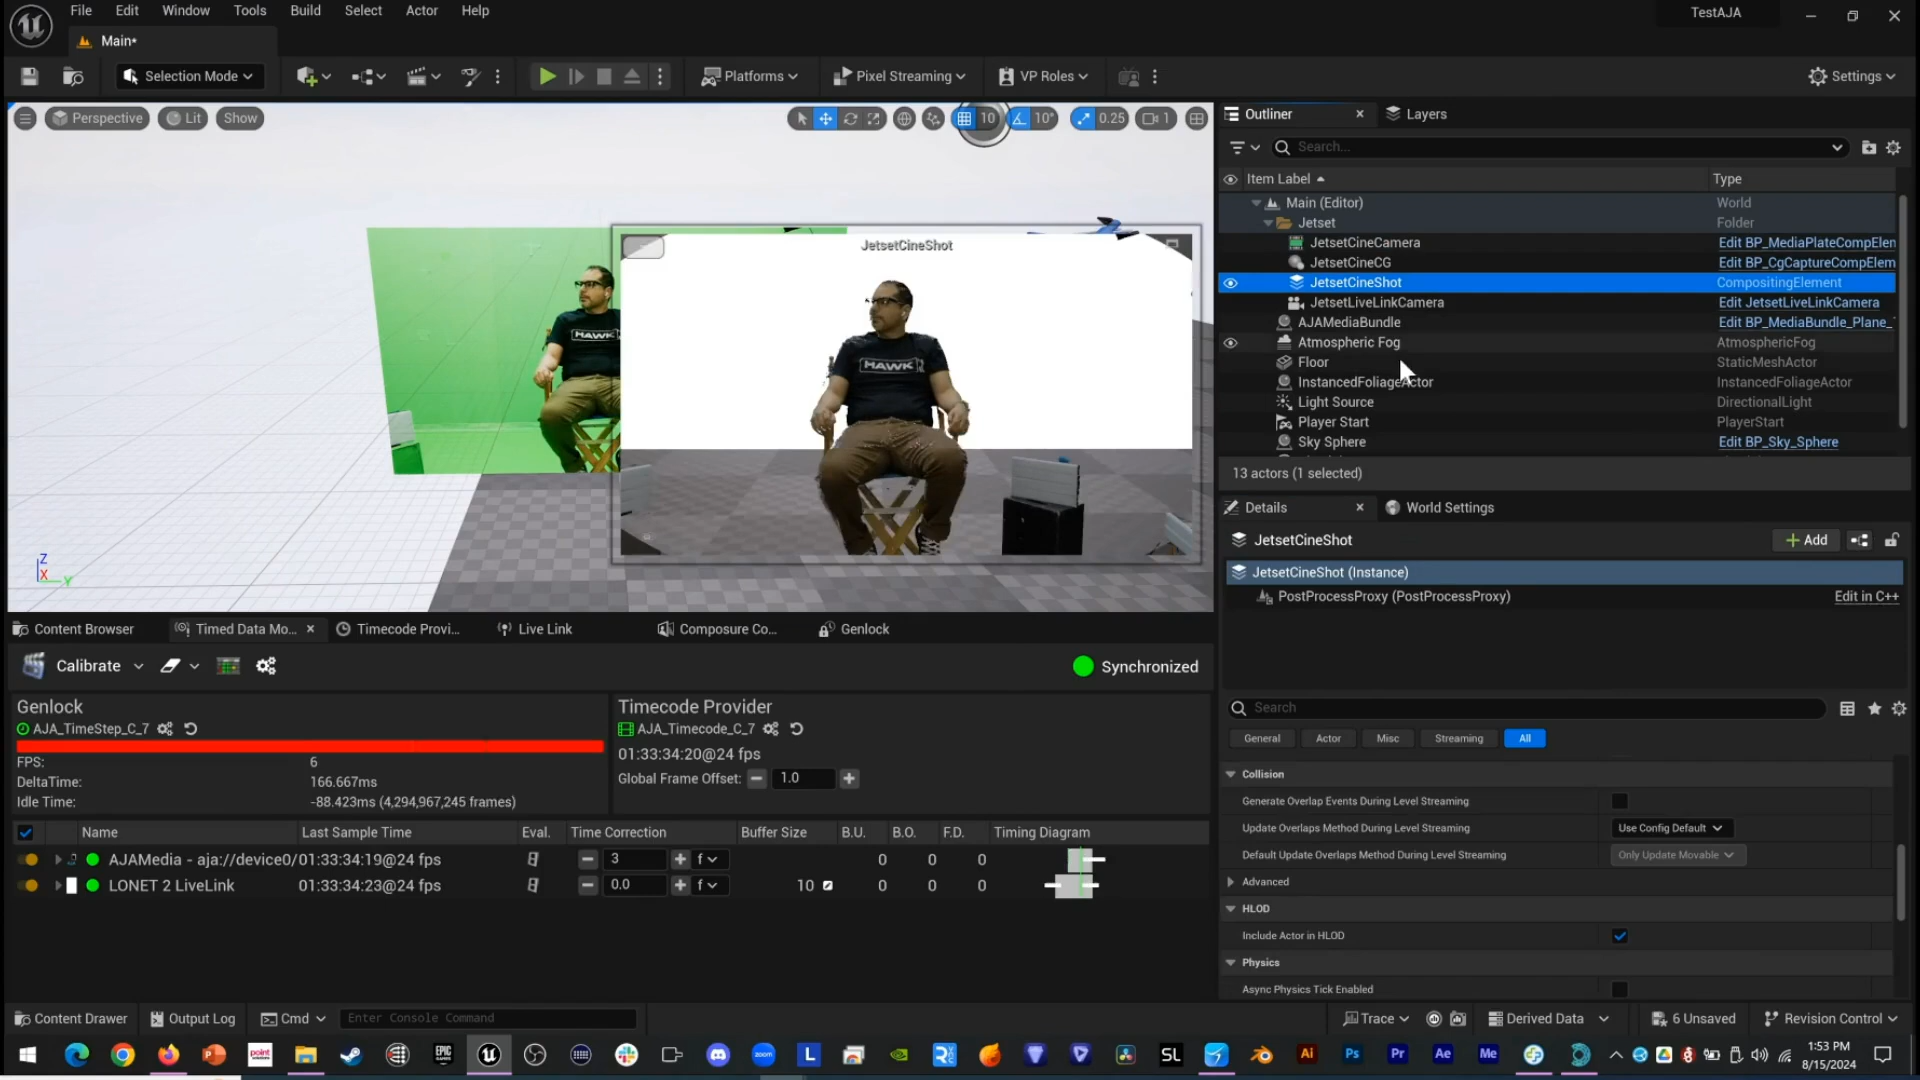 File Edit Window Tools Build Select Actor Help
TestAJA
Main*
Selection Mode
Platforms
Pixel Streaming
VP Roles
Settings
Perspective Lit Show
10 10° 0.25 1
JetsetCineShot
HAWK
HAWK
Z
X
Y
Outliner
Layers
Search...
Item Label Type
Main (Editor) World
Jetset Folder
JetsetCineCamera Edit BP_MediaPlateCompElen
JetsetCineCG Edit BP_CgCaptureCompElem
JetsetCineShot CompositingElement
JetsetLiveLinkCamera Edit JetsetLiveLinkCamera
AJAMediaBundle Edit BP_MediaBundle_Plane_
Atmospheric Fog AtmosphericFog
Floor StaticMeshActor
InstancedFoliageActor InstancedFoliageActor
Light Source DirectionalLight
Player Start PlayerStart
Sky Sphere Edit BP_Sky_Sphere
13 actors (1 selected)
Details
World Settings
JetsetCineShot
Add
JetsetCineShot (Instance)
PostProcessProxy (PostProcessProxy) Edit in C++
Search
General Actor Misc Streaming All
Collision
Generate Overlap Events During Level Streaming
Update Overlaps Method During Level Streaming Use Config Default
Default Update Overlaps Method During Level Streaming Only Update Movable
Advanced
HLOD
Include Actor in HLOD
Physics
Async Physics Tick Enabled
Content Browser
Timed Data Mo...
Timecode Provi...
Live Link
Composure Co...
Genlock
Calibrate
Synchronized
Genlock
AJA_TimeStep_C_7
FPS: 6
DeltaTime: 166.667ms
Idle Time: -88.423ms (4,294,967,245 frames)
Timecode Provider
AJA_Timecode_C_7
01:33:34:20@24 fps
Global Frame Offset: 1.0
Name Last Sample Time Eval. Time Correction Buffer Size B.U. B.O. F.D. Timing Diagram
AJAMedia - aja://device0/ 01:33:34:19@24 fps 3 f 0 0 0
LONET 2 LiveLink 01:33:34:23@24 fps 0.0 f 10 0 0 0
Content Drawer
Output Log
Cmd
Enter Console Command
Trace
Derived Data
6 Unsaved
Revision Control
EPIC
zoom
L
SL
Ai
Ps
Pr
Ae
Me
1:53 PM
8/15/2024